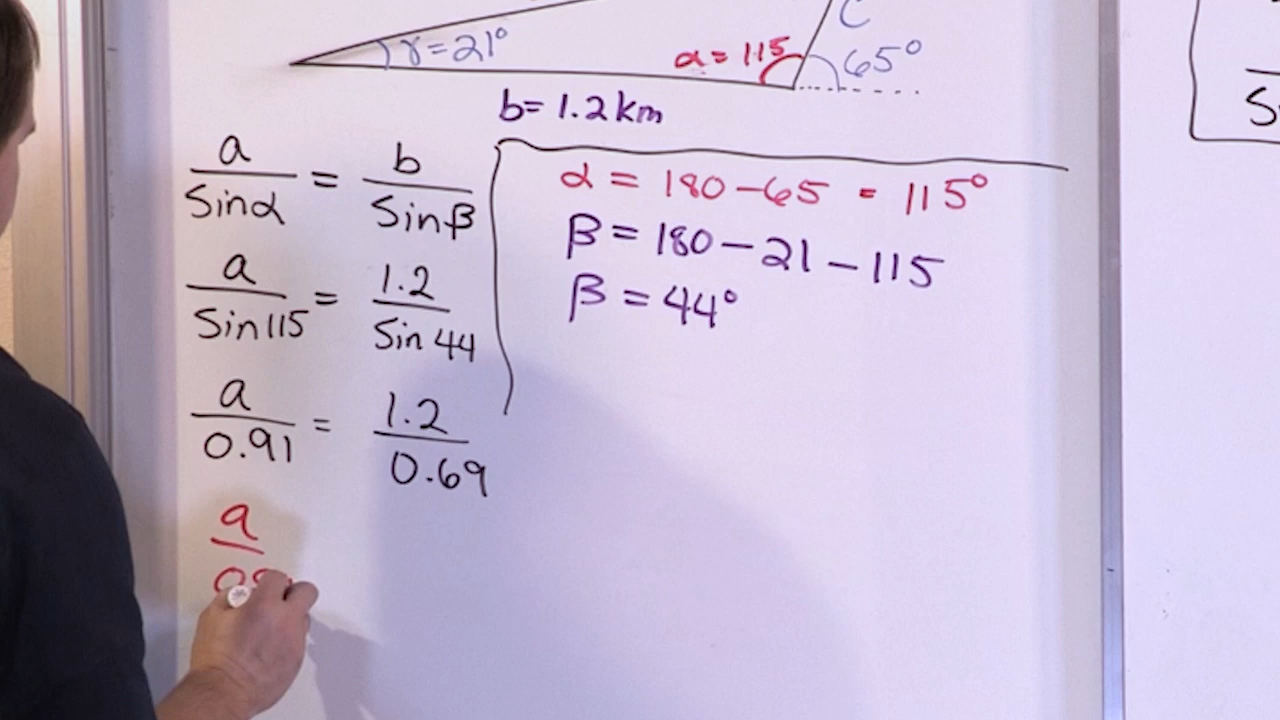 C
γ = 21°
α = 115
65°
b = 1.2 km
a/Sinα = b/Sinβ
a/Sin115 = 1.2/Sin 44
a/0.91 = 1.2/0.69
a
α = 180 - 65 = 115°
β = 180 - 21 - 115
β = 44°